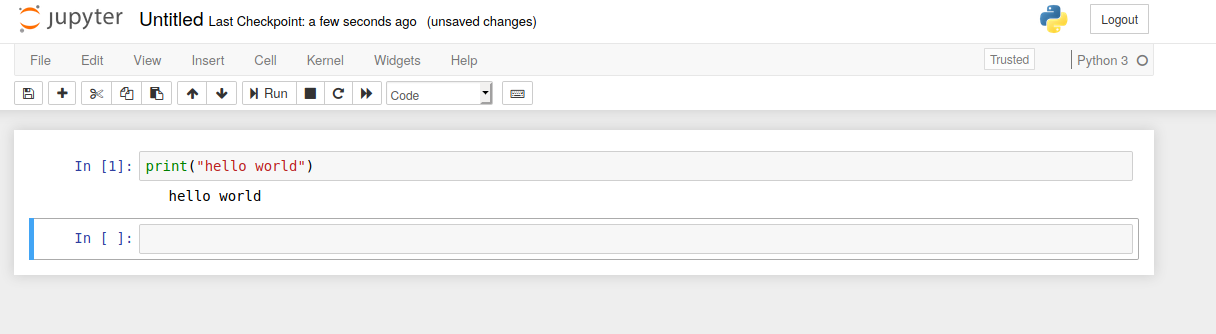 jupyter Untitled Last Checkpoint: a few seconds ago (unsaved changes) Logout
File Edit View Insert Cell Kernel Widgets Help Trusted Python 3
Run Code
In [1]: print("hello world")
hello world
In [ ]: